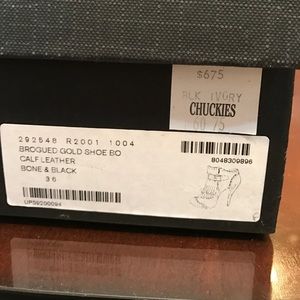 $675
BLK IVORY
CHUCKIES
292548 R2001 1004
BROGUED GOLD SHOE BO
8048309896
CALF LEATHER
BONE & BLACK
36